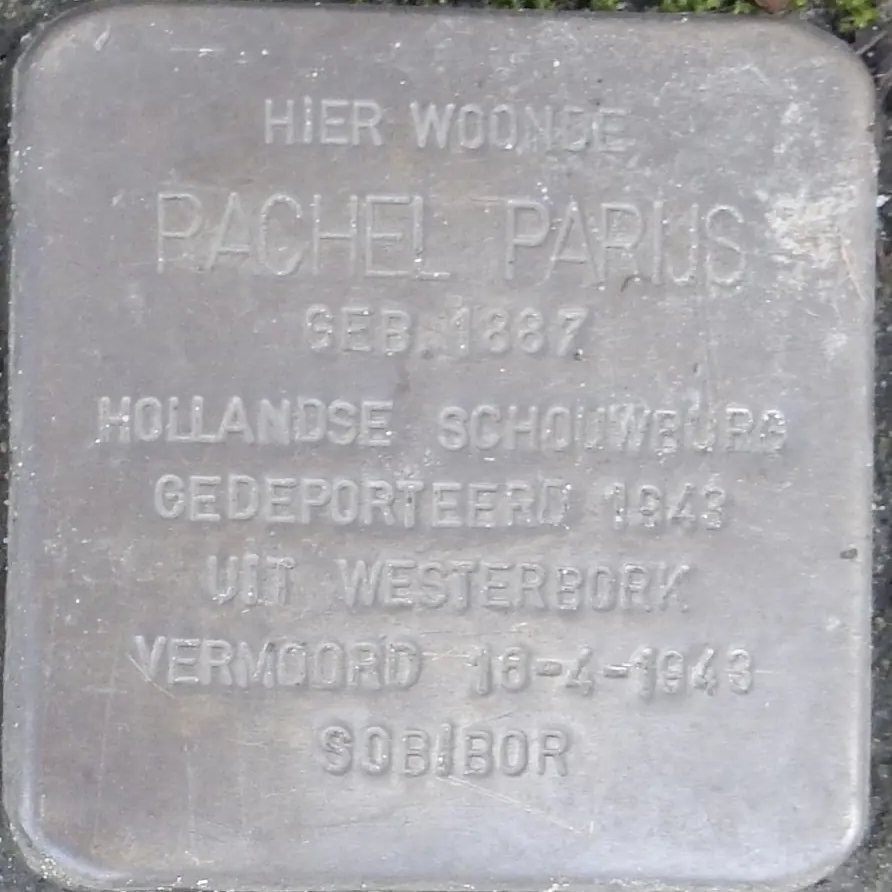 HIER WOONDE
RACHEL PARIJS
GEB. 1887
HOLLANDSE SCHOUWBURG
GEDEPORTEERD 1943
UIT WESTERBORK
VERMOORD 16-4-1943
SOBIBOR